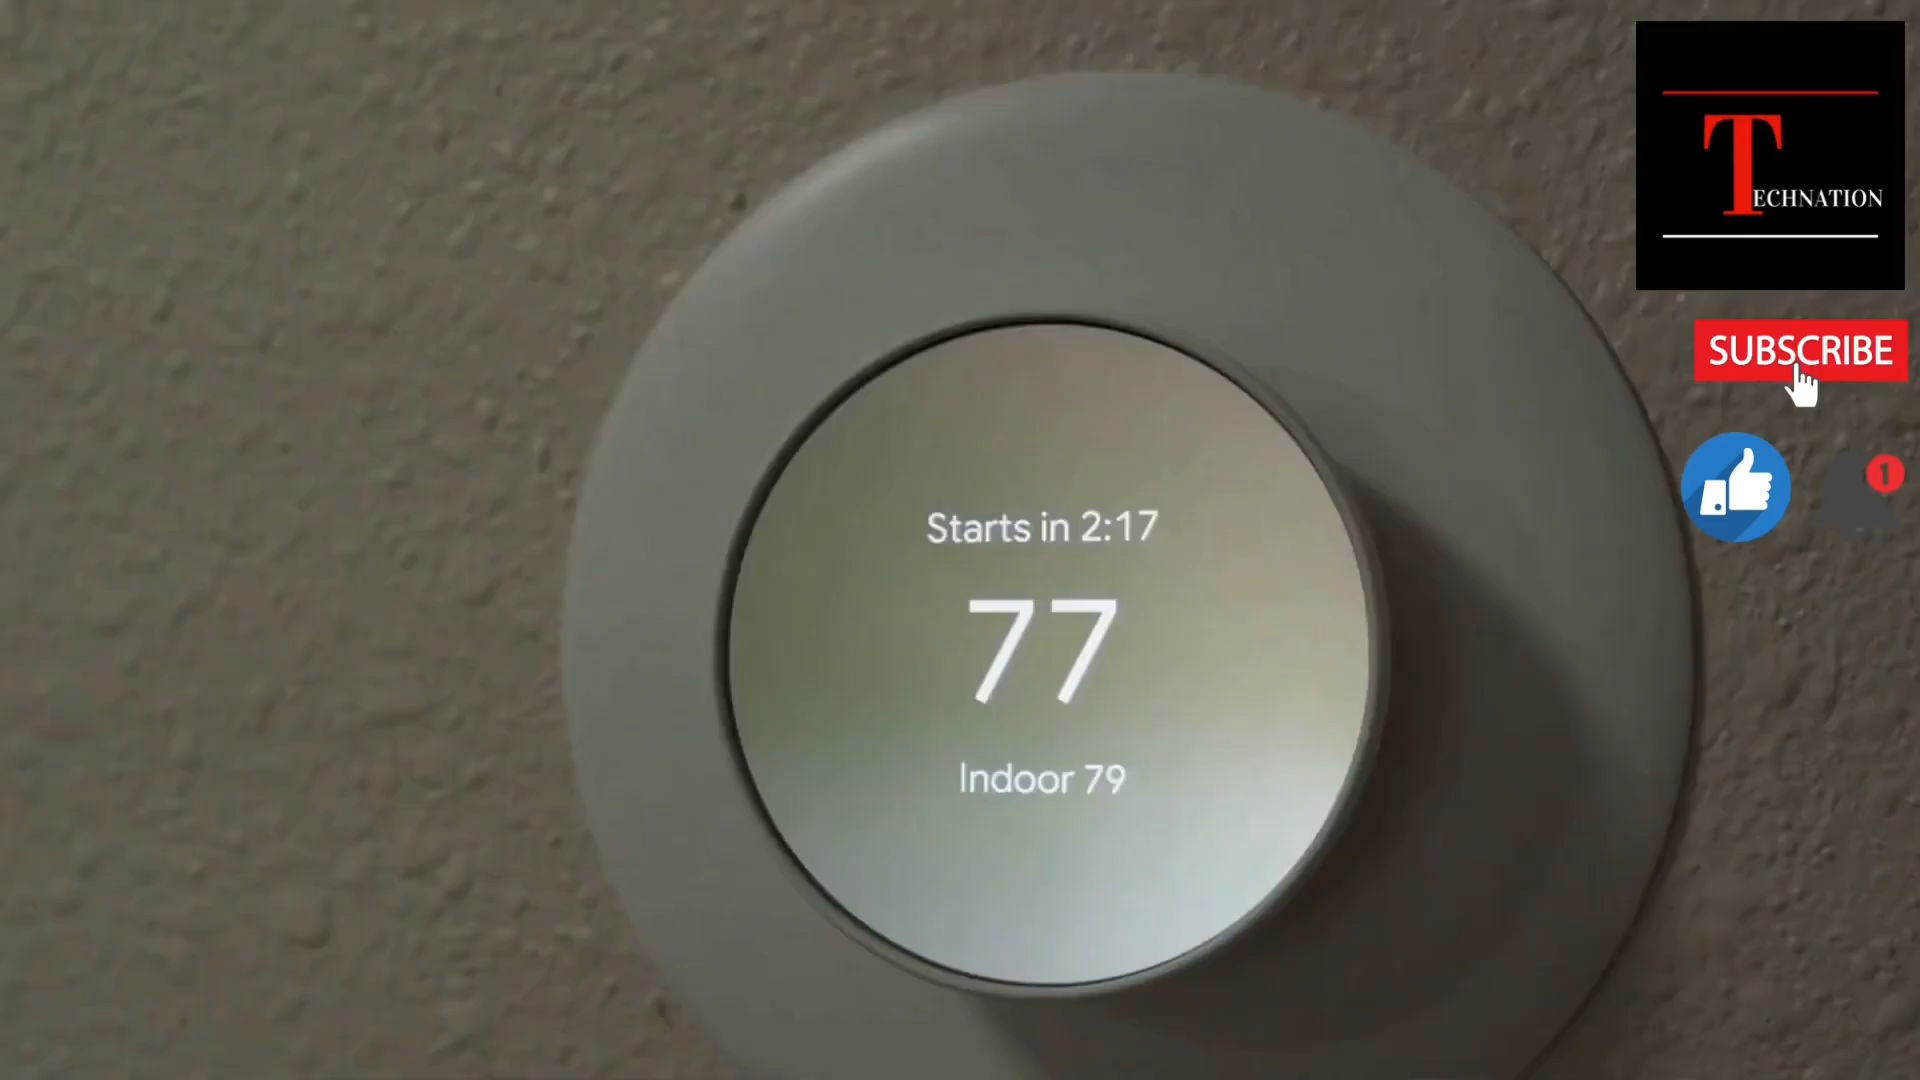 Starts in 2:17
77
Indoor 79
TECHNATION
SUBSCRIBE
1